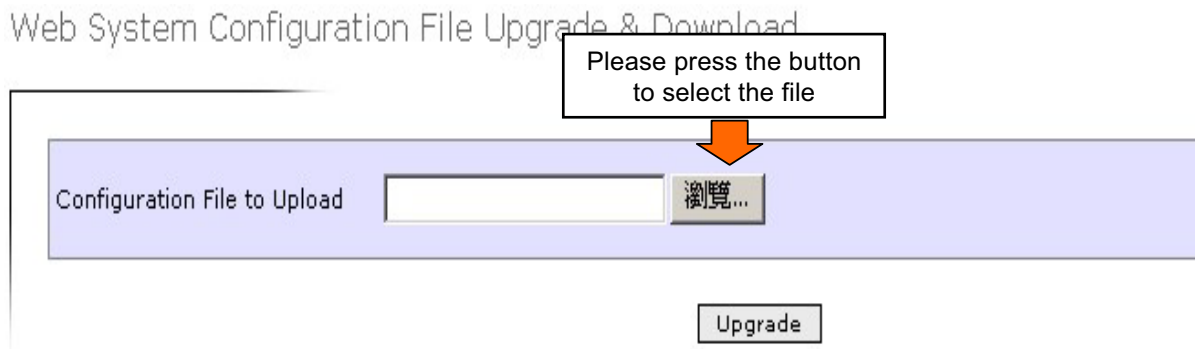 Web System Configuration File Upgrade & Download
Please press the button
to select the file
Configuration File to Upload
瀏覽...
Upgrade